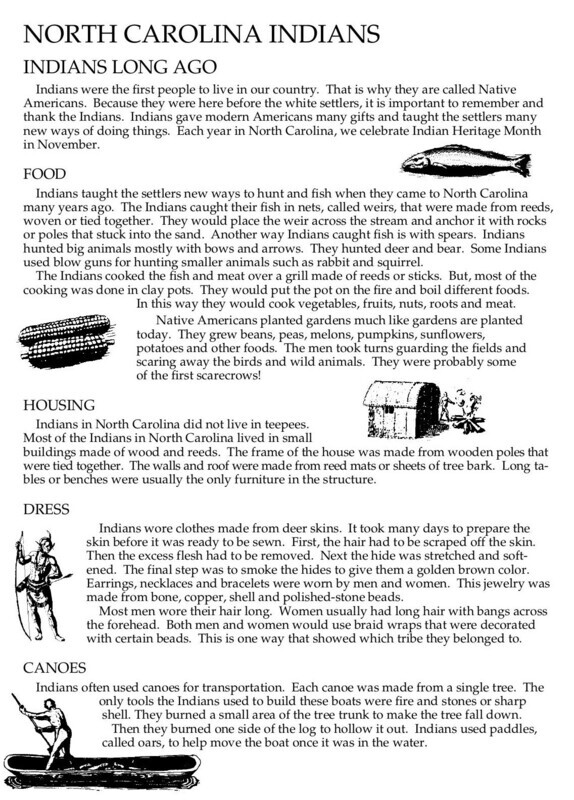 NORTH CAROLINA INDIANS
INDIANS LONG AGO
Indians were the first people to live in our country. That is why they are called Native
Americans. Because they were here before the white settlers, it is important to remember and
thank the Indians. Indians gave modern Americans many gifts and taught the settlers many
new ways of doing things. Each year in North Carolina, we celebrate Indian Heritage Month
in November.
FOOD
Indians taught the settlers new ways to hunt and fish when they came to North Carolina
many years ago. The Indians caught their fish in nets, called weirs, that were made from reeds,
woven or tied together. They would place the weir across the stream and anchor it with rocks
or poles that stuck into the sand. Another way Indians caught fish is with spears. Indians
hunted big animals mostly with bows and arrows. They hunted deer and bear. Some Indians
used blow guns for hunting smaller animals such as rabbit and squirrel.
The Indians cooked the fish and meat over a grill made of reeds or sticks. But, most of the
cooking was done in clay pots. They would put the pot on the fire and boil different foods.
In this way they would cook vegetables, fruits, nuts, roots and meat.
Native Americans planted gardens much like gardens are planted
today. They grew beans, peas, melons, pumpkins, sunflowers,
potatoes and other foods. The men took turns guarding the fields and
scaring away the birds and wild animals. They were probably some
of the first scarecrows!
HOUSING
Indians in North Carolina did not live in teepees.
Most of the Indians in North Carolina lived in small
buildings made of wood and reeds. The frame of the house was made from wooden poles that
were tied together. The walls and roof were made from reed mats or sheets of tree bark. Long ta-
bles or benches were usually the only furniture in the structure.
DRESS
Indians wore clothes made from deer skins. It took many days to prepare the
skin before it was ready to be sewn. First, the hair had to be scraped off the skin.
Then the excess flesh had to be removed. Next the hide was stretched and soft-
ened. The final step was to smoke the hides to give them a golden brown color.
Earrings, necklaces and bracelets were worn by men and women. This jewelry was
made from bone, copper, shell and polished-stone beads.
Most men wore their hair long. Women usually had long hair with bangs across
the forehead. Both men and women would use braid wraps that were decorated
with certain beads. This is one way that showed which tribe they belonged to.
CANOES
Indians often used canoes for transportation. Each canoe was made from a single tree. The
only tools the Indians used to build these boats were fire and stones or sharp
shell. They burned a small area of the tree trunk to make the tree fall down.
Then they burned one side of the log to hollow it out. Indians used paddles,
called oars, to help move the boat once it was in the water.